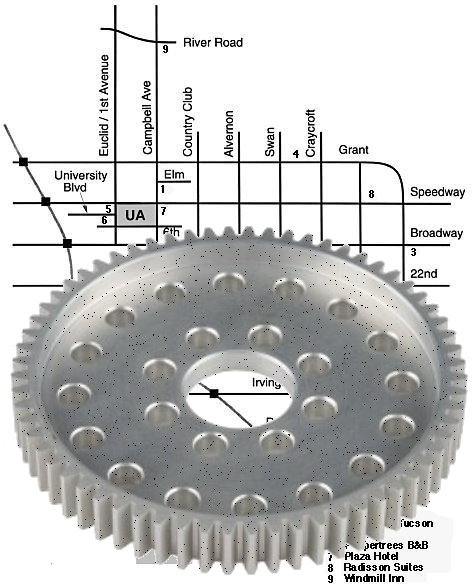 9 River Road
Euclid / 1st Avenue
Campbell Ave
Country Club
Alvernon
Swan
4
Craycroft
Grant
University
Blvd
Elm
1
8
Speedway
5
UA
7
6
6th
Broadway
3
22nd
Irving
Tucson
B&B
7 Plaza Hotel
8 Radisson Suites
9 Windmill Inn